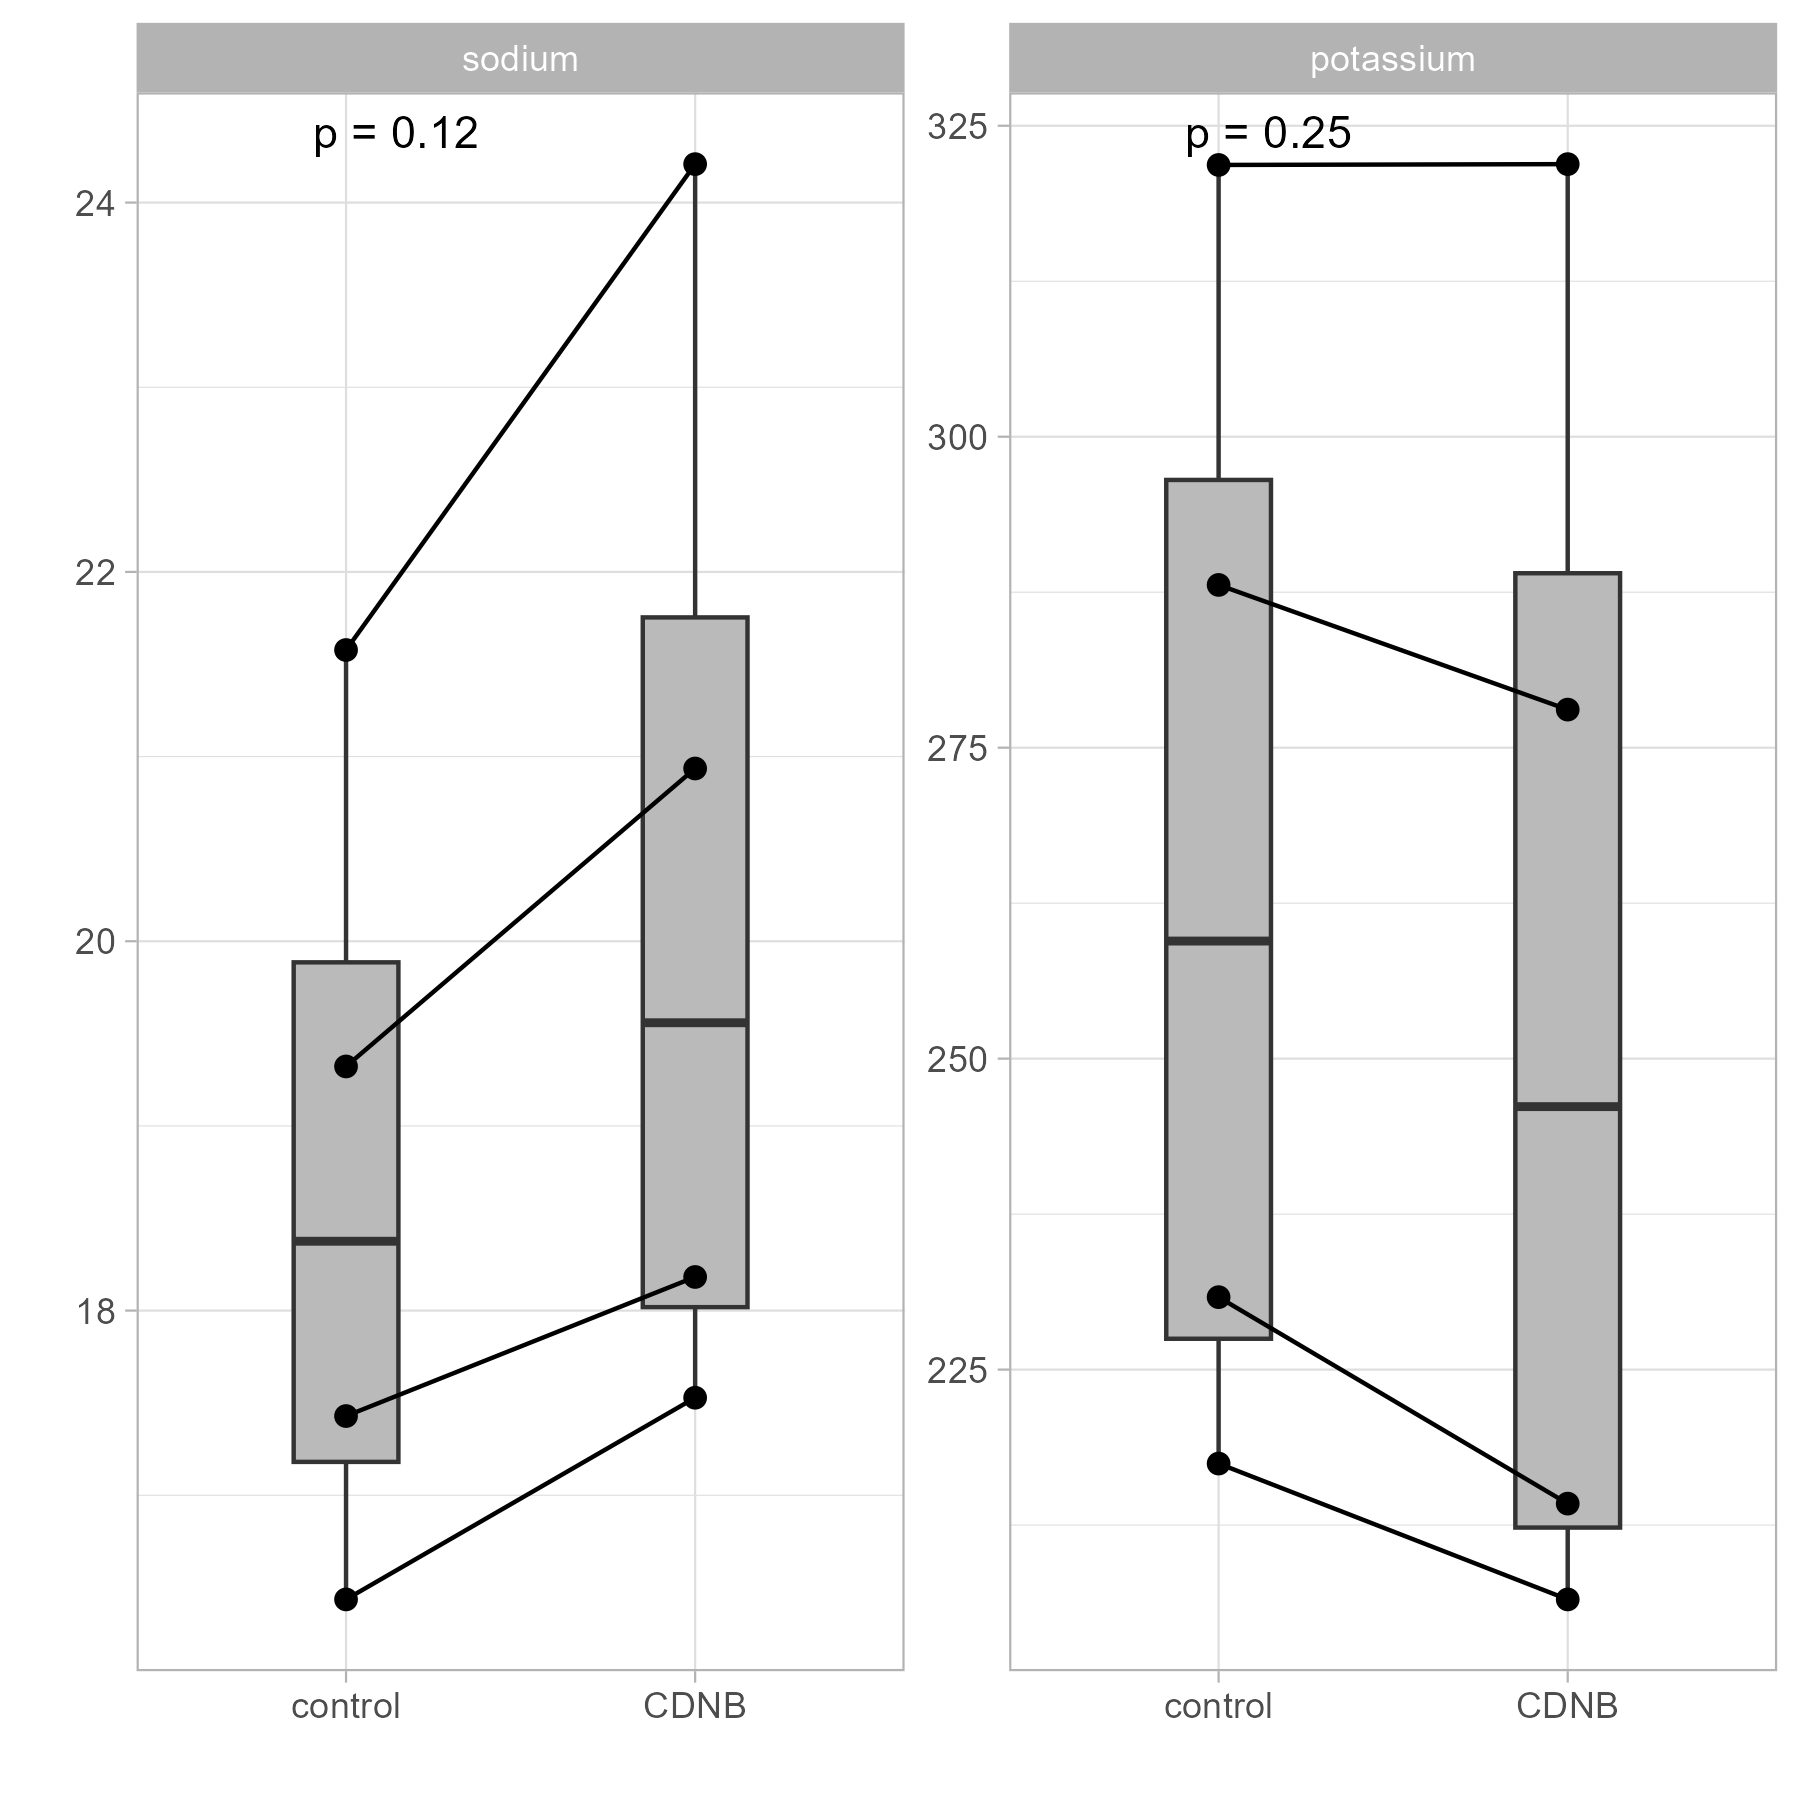 sodium
p = 0.12
24
22
20
18
control CDNB
potassium
p = 0.25
325
300
275
250
225
control CDNB